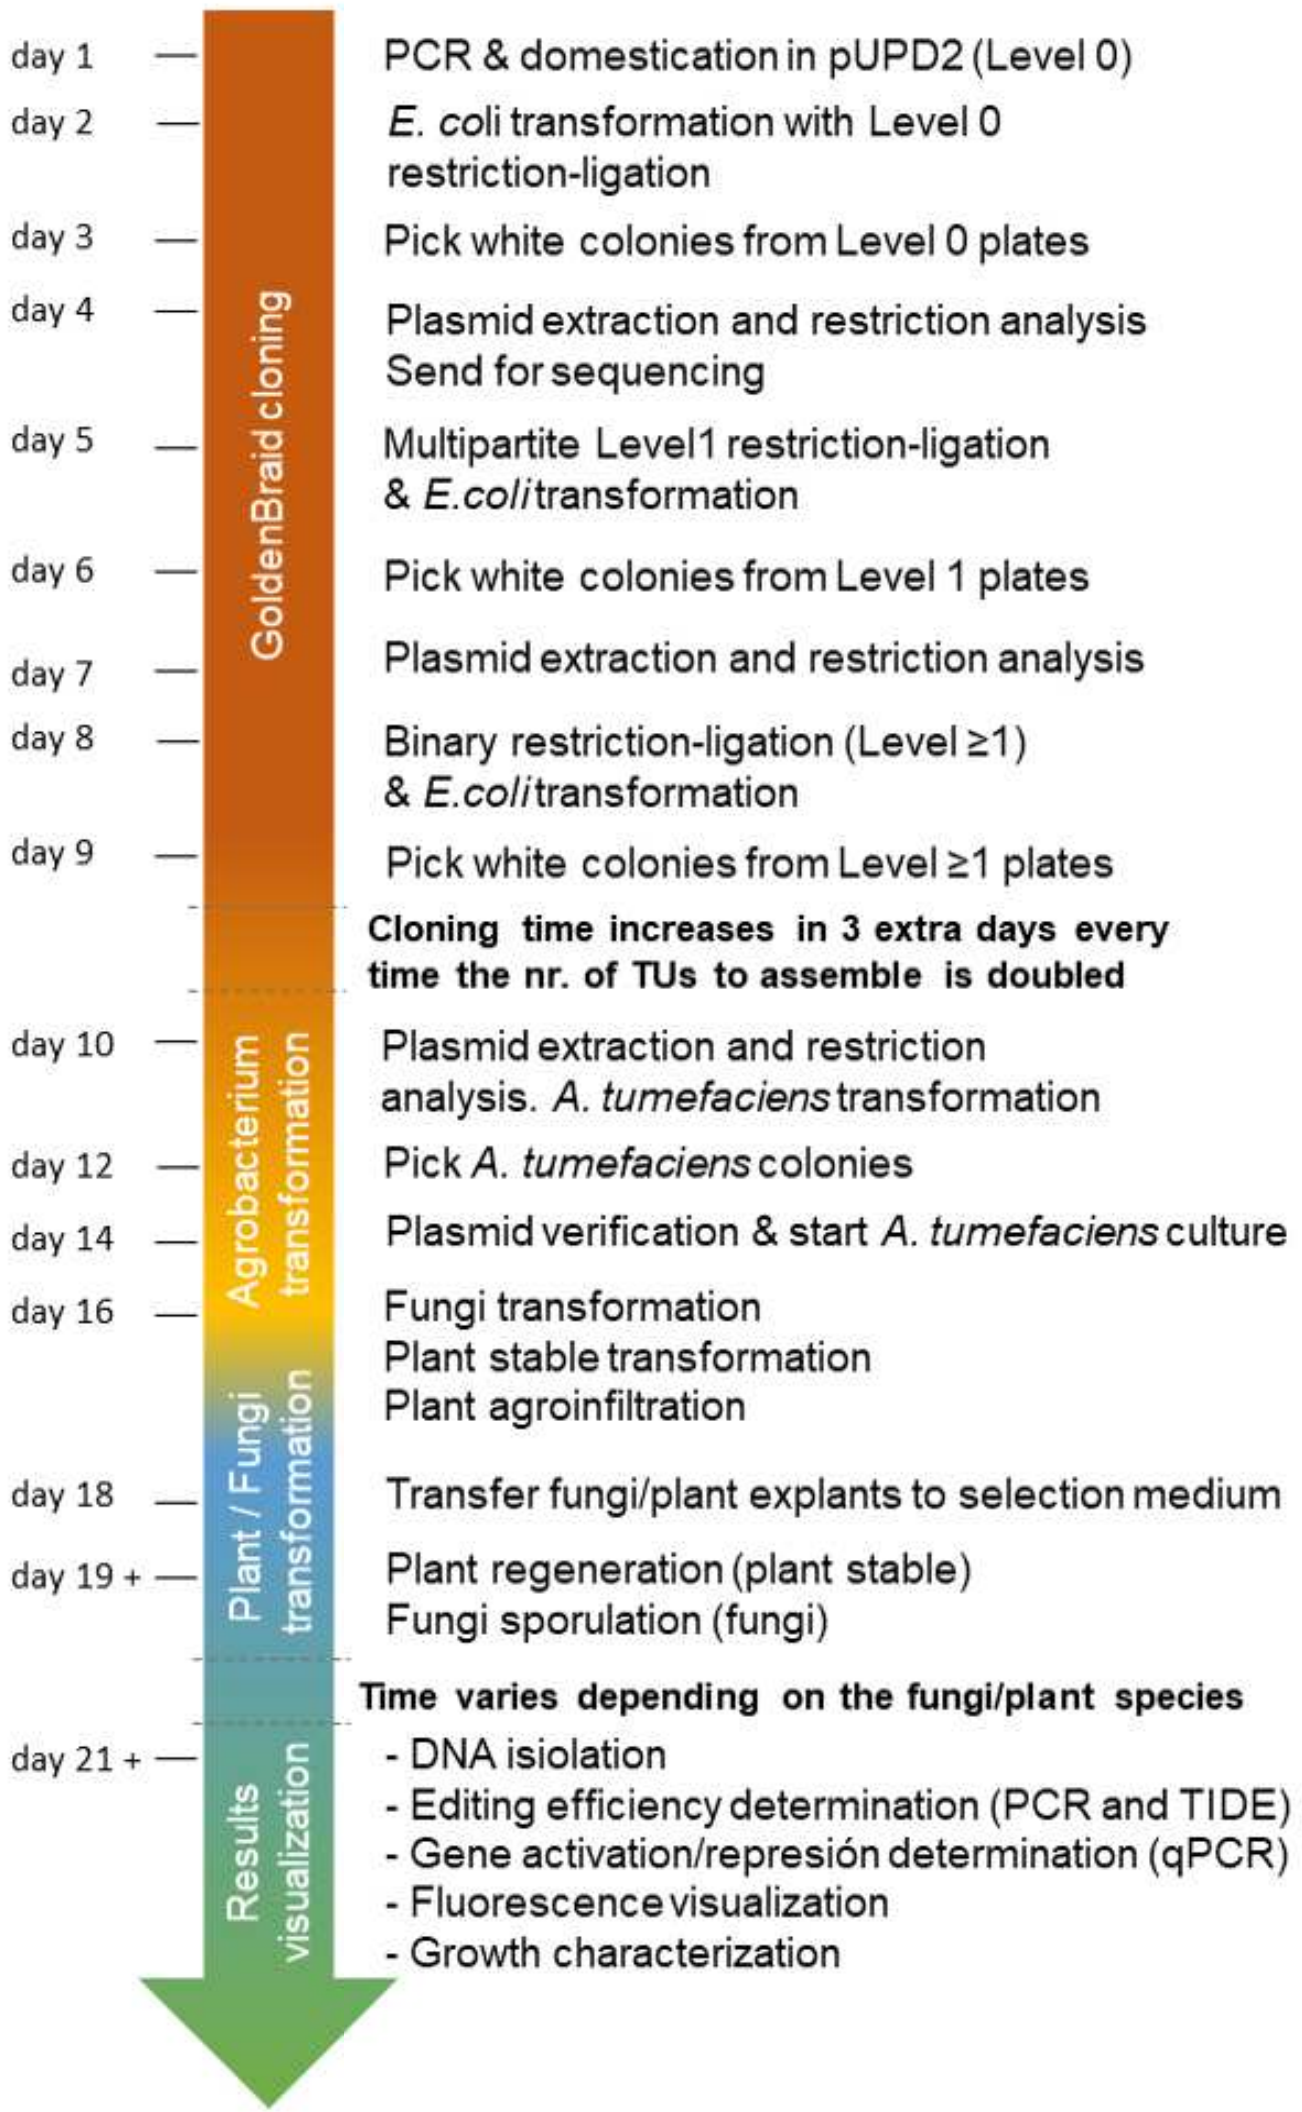 day 1
PCR & domestication in pUPD2 (Level 0)
day 2
E. coli transformation with Level 0
restriction-ligation
day 3
Pick white colonies from Level 0 plates
day 4
Plasmid extraction and restriction analysis
Send for sequencing
day 5
Multipartite Level1 restriction-ligation
& E.coli transformation
day 6
Pick white colonies from Level 1 plates
day 7
Plasmid extraction and restriction analysis
day 8
Binary restriction-ligation (Level ≥1)
& E.coli transformation
day 9
Pick white colonies from Level ≥1 plates
GoldenBraid cloning
Cloning time increases in 3 extra days every
time the nr. of TUs to assemble is doubled
day 10
Plasmid extraction and restriction
analysis. A. tumefaciens transformation
day 12
Pick A. tumefaciens colonies
day 14
Plasmid verification & start A. tumefaciens culture
Agrobacterium
transformation
day 16
Fungi transformation
Plant stable transformation
Plant agroinfiltration
day 18
Transfer fungi/plant explants to selection medium
day 19 +
Plant regeneration (plant stable)
Fungi sporulation (fungi)
Plant / Fungi
transformation
Time varies depending on the fungi/plant species
day 21 +
- DNA isiolation
- Editing efficiency determination (PCR and TIDE)
- Gene activation/represión determination (qPCR)
- Fluorescence visualization
- Growth characterization
Results
visualization